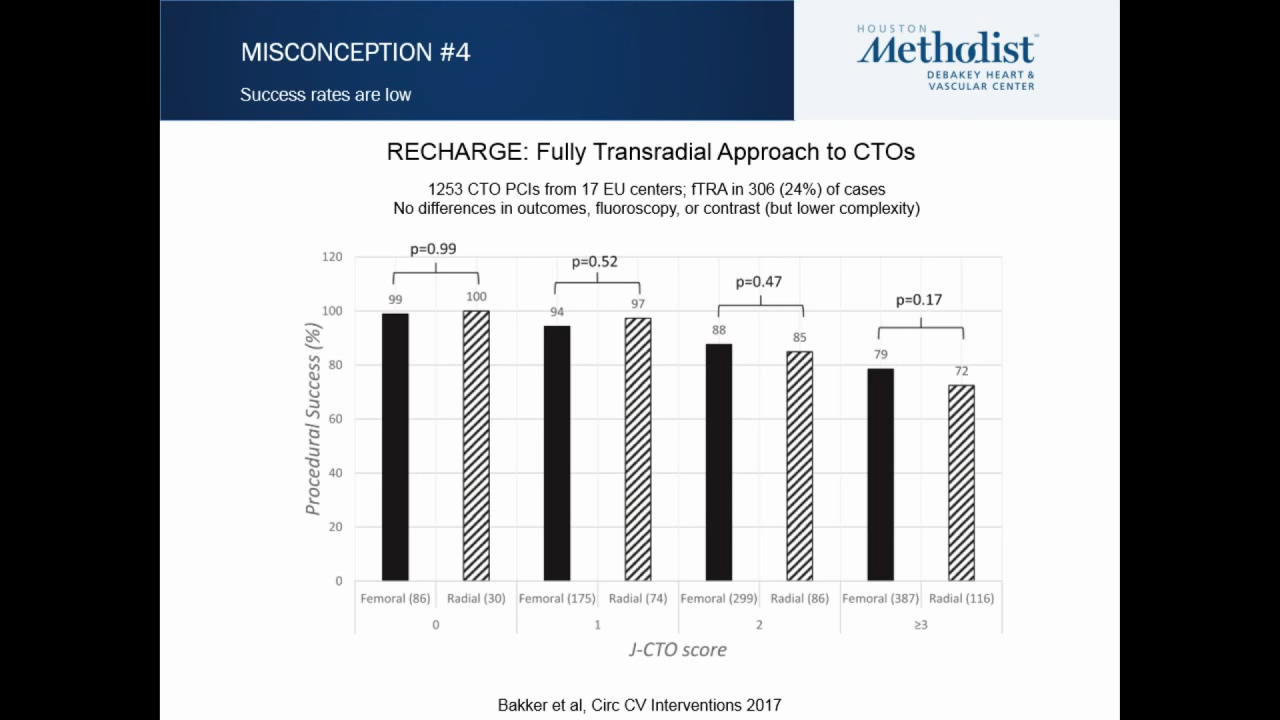 MISCONCEPTION #4
Success rates are low
HOUSTON
Methodist
DEBAKEY HEART &
VASCULAR CENTER
RECHARGE: Fully Transradial Approach to CTOs
1253 CTO PCIs from 17 EU centers; fTRA in 306 (24%) of cases
No differences in outcomes, fluoroscopy, or contrast (but lower complexity)
p=0.99
p=0.52
p=0.47
p=0.17
99
100
94
97
88
85
79
72
120
100
80
60
40
20
0
Procedural Success (%)
Femoral (86) Radial (30) Femoral (175) Radial (74) Femoral (299) Radial (86) Femoral (387) Radial (116)
0 1 2 ≥3
J-CTO score
Bakker et al, Circ CV Interventions 2017